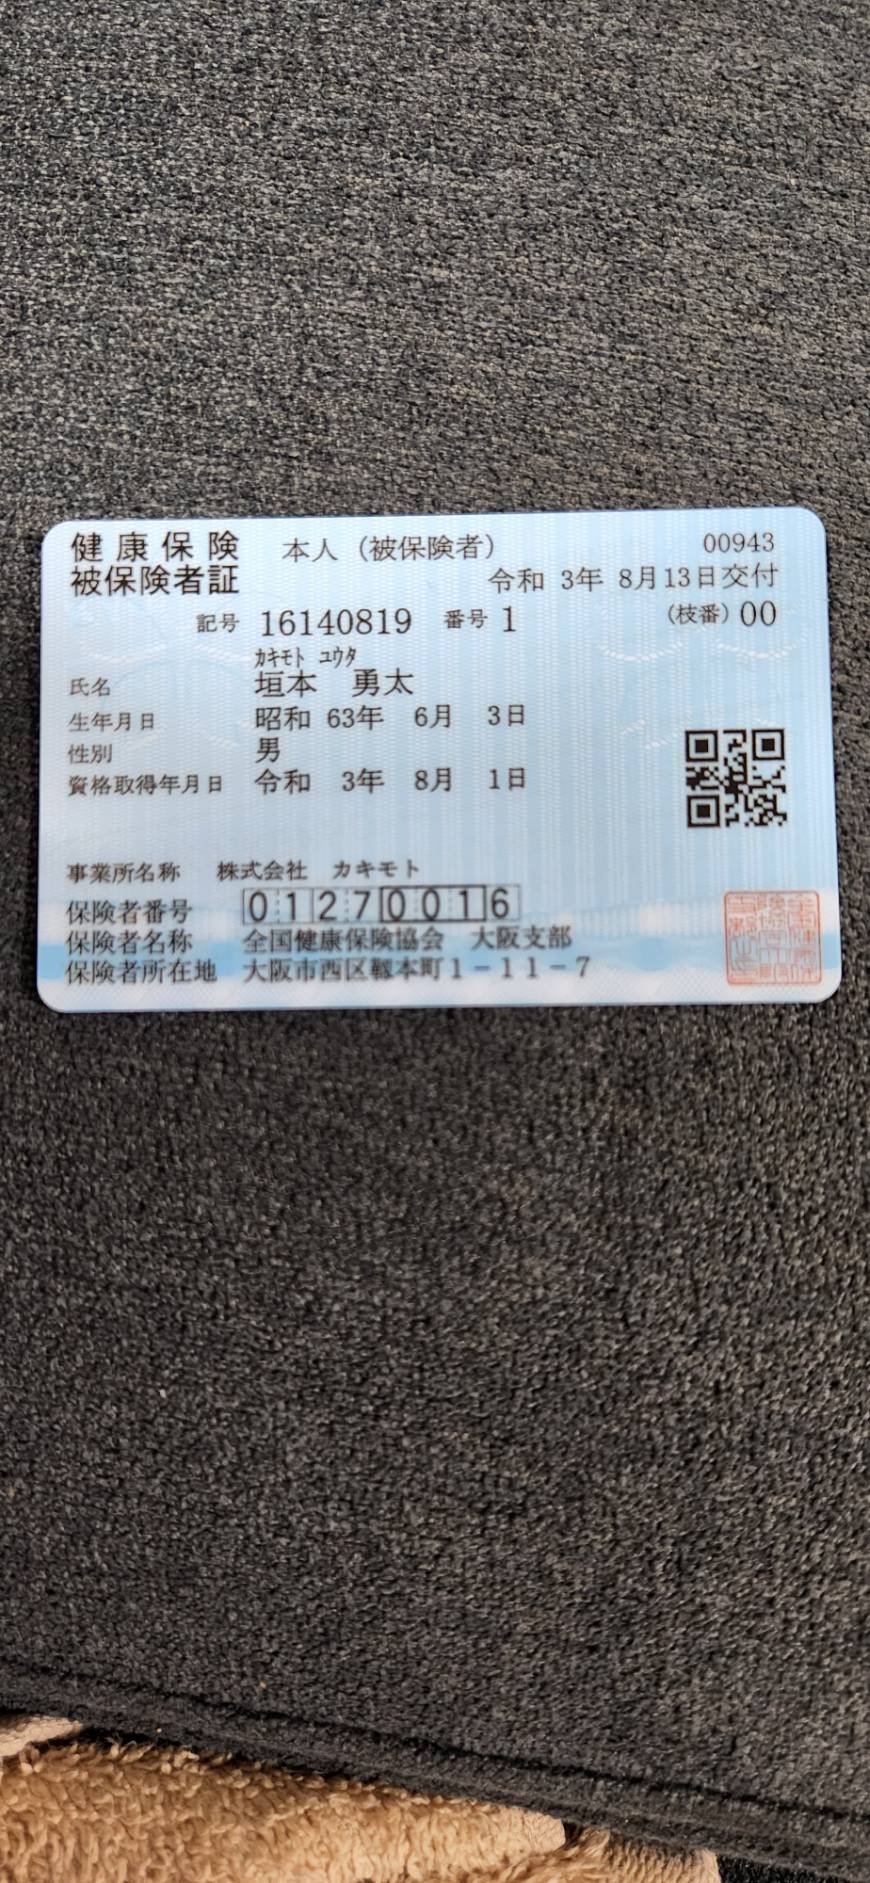 健康保険 本人（被保険者） 00943
被保険者証 令和 3年 8月13日交付
記号 16140819 番号 1 （枝番）00
カキモト ユウタ
氏名 垣本 勇太
生年月日 昭和 63年 6月 3日
性別 男
資格取得年月日 令和 3年 8月 1日
事業所名称 株式会社 カキモト
保険者番号 01270016
保険者名称 全国健康保険協会 大阪支部
保険者所在地 大阪市西区靱本町1－11－7